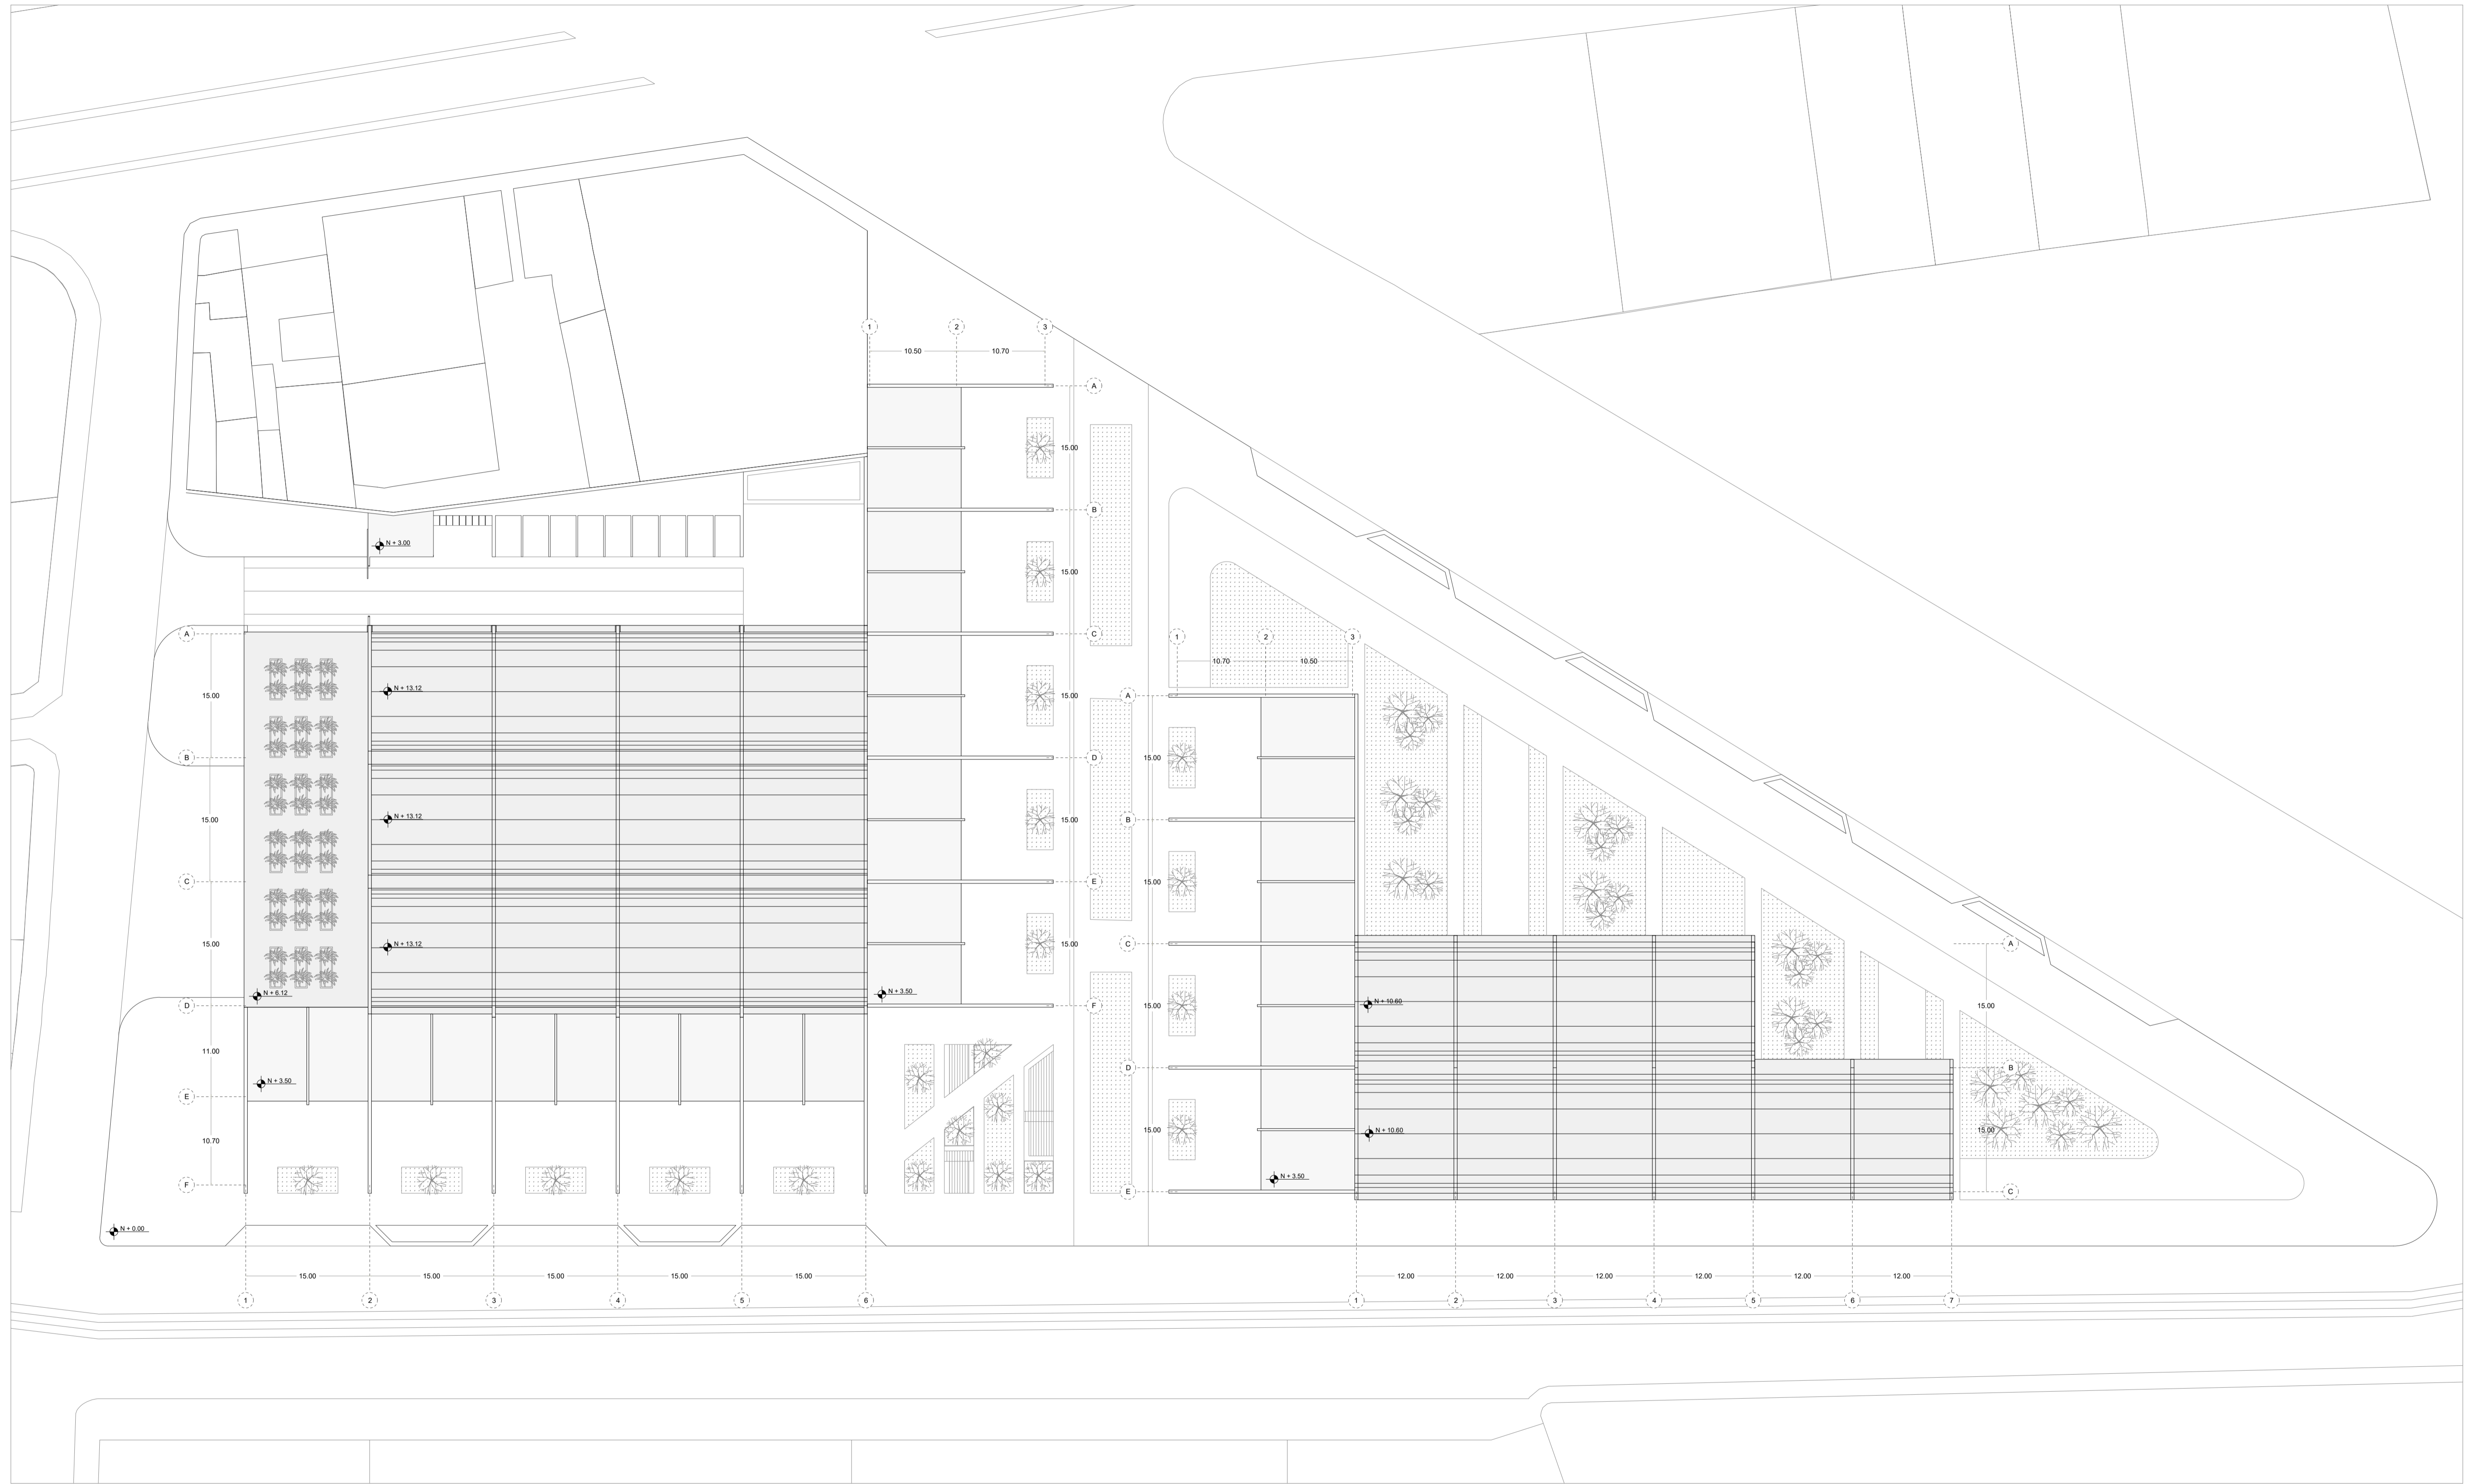 1 2 3
10.50 10.70
A
15.00
B
N + 3.00
15.00
A C
1 2 3
10.70 10.50
N + 13.12
15.00 15.00
A
B D
15.00
N + 13.12
15.00 15.00
B
C E
15.00
N + 13.12
15.00 15.00
C A
N + 6.12
N + 3.50
N + 10.60
D F
15.00 15.00
11.00
D B
N + 3.50
E
15.00
N + 10.60
15.00
10.70
N + 3.50
F
E C
N + 0.00
15.00 15.00 15.00 15.00 15.00
12.00 12.00 12.00 12.00 12.00 12.00
1 2 3 4 5 6
1 2 3 4 5 6 7